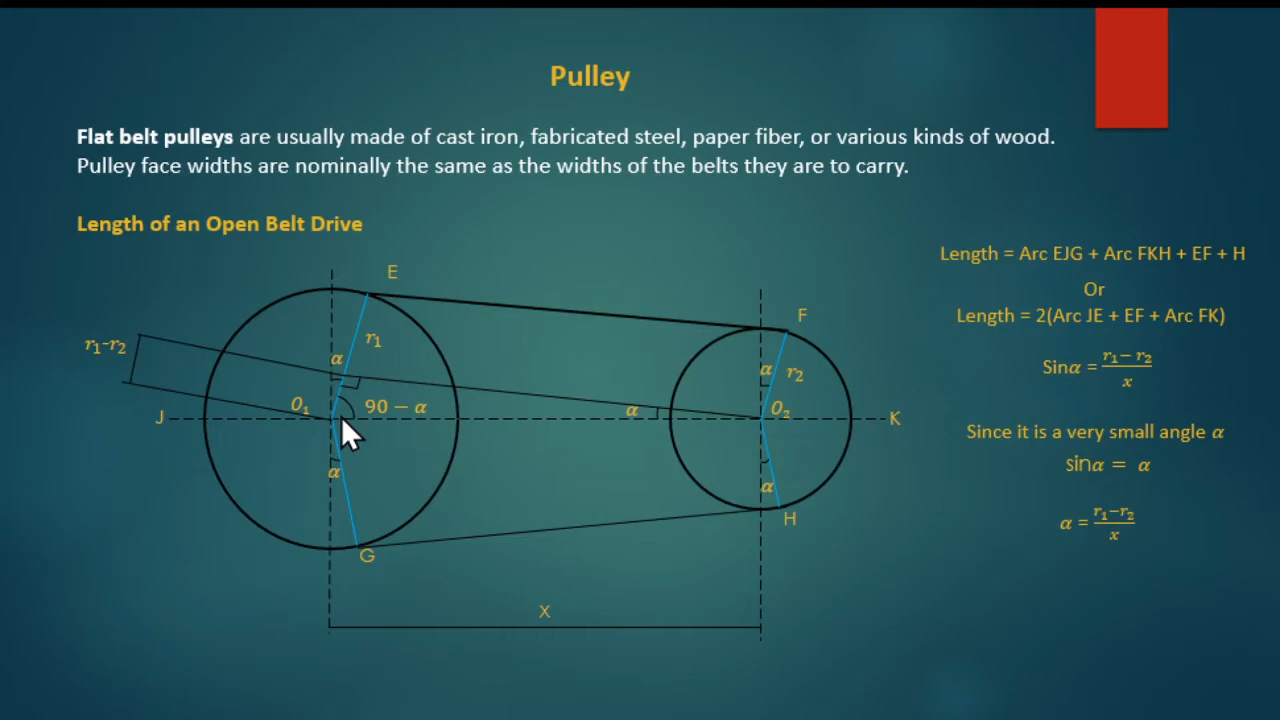 Pulley
Flat belt pulleys are usually made of cast iron, fabricated steel, paper fiber, or various kinds of wood.
Pulley face widths are nominally the same as the widths of the belts they are to carry.
Length of an Open Belt Drive
Length = Arc EJG + Arc FKH + EF + H
Or
Length = 2(Arc JE + EF + Arc FK)
Sinα = r₁− r₂ / x
Since it is a very small angle α
sinα = α
α = r₁−r₂ / x
E
F
r₁-r₂
r₁
α
α
r₂
O₁
90 − α
α
O₂
J
K
α
α
H
G
X